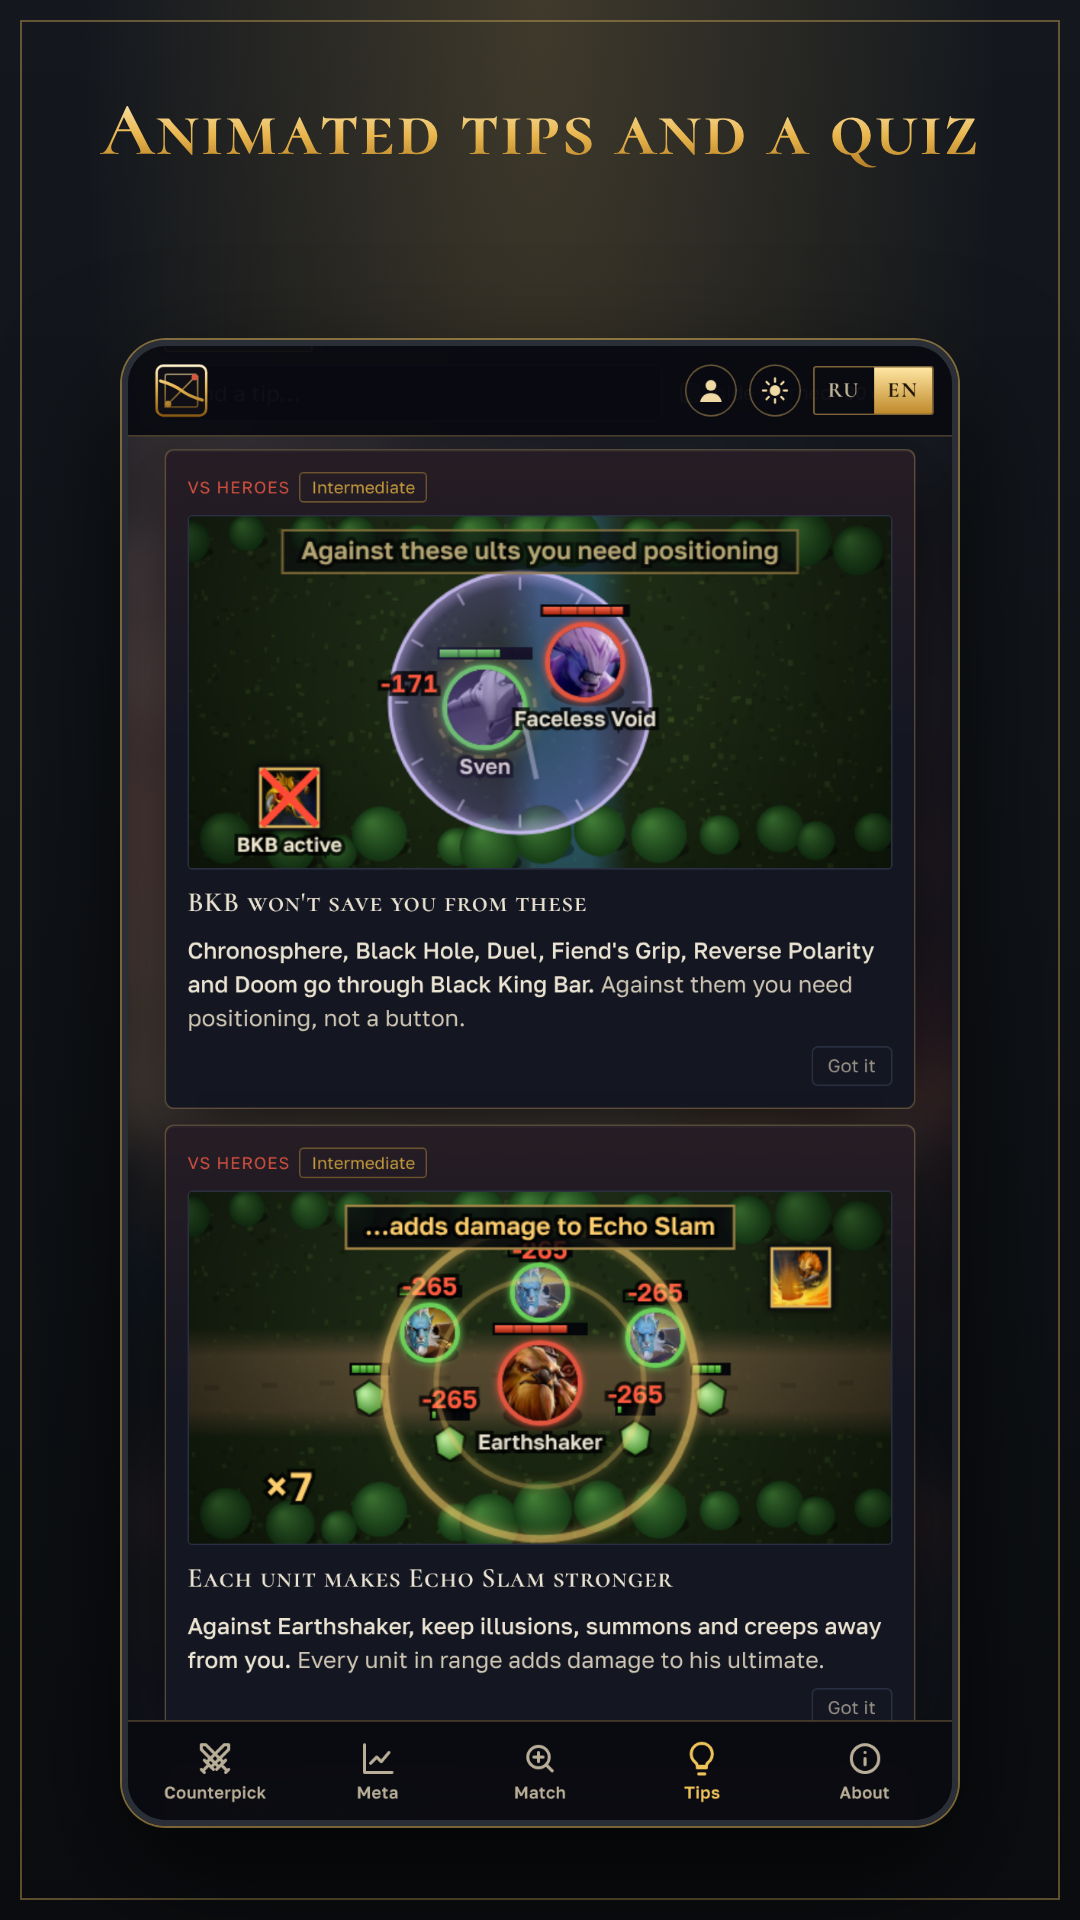 Animated tips and a quiz
RU EN
VS HEROES Intermediate
Against these ults you need positioning
-171
Faceless Void
Sven
BKB active
BKB won't save you from these
Chronosphere, Black Hole, Duel, Fiend's Grip, Reverse Polarity
and Doom go through Black King Bar. Against them you need
positioning, not a button.
Got it
VS HEROES Intermediate
...adds damage to Echo Slam
-265
-265 -265
-265 -265
Earthshaker
×7
Each unit makes Echo Slam stronger
Against Earthshaker, keep illusions, summons and creeps away
from you. Every unit in range adds damage to his ultimate.
Got it
Counterpick Meta Match Tips About